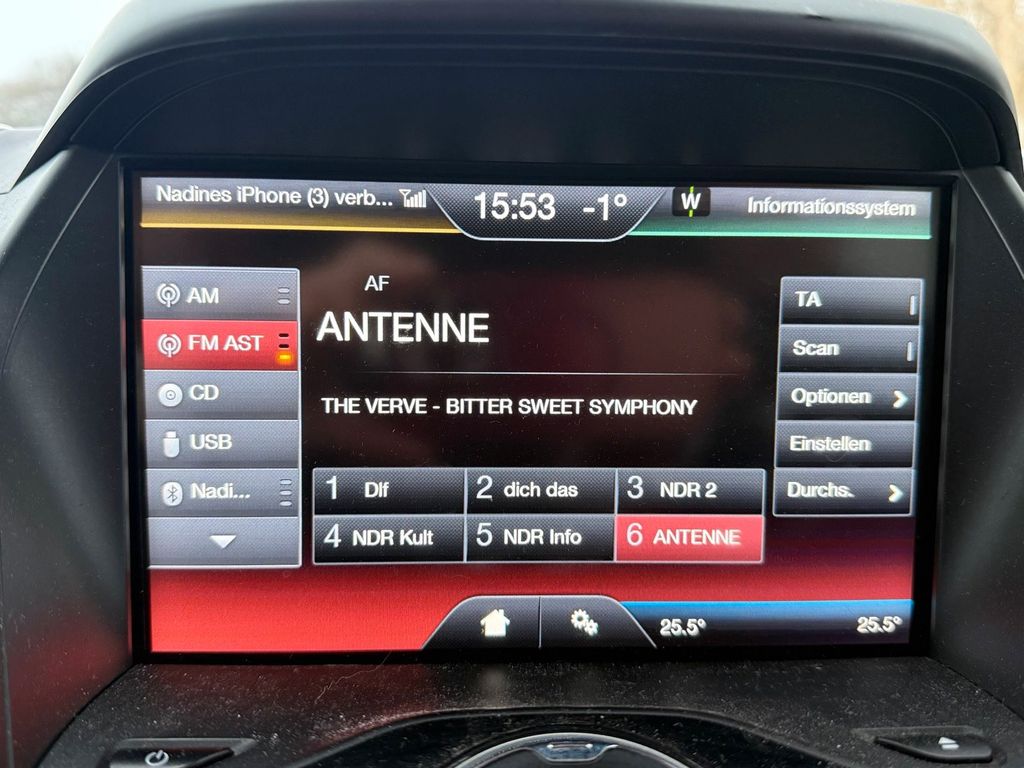 Nadines iPhone (3) verb...
15:53 -1°
W
Informationssystem
AM
FM AST
CD
USB
Nadi...
AF
ANTENNE
THE VERVE - BITTER SWEET SYMPHONY
1 Dlf
2 dich das
3 NDR 2
4 NDR Kult
5 NDR Info
6 ANTENNE
TA
Scan
Optionen
Einstellen
Durchs.
25.5°
25.5°